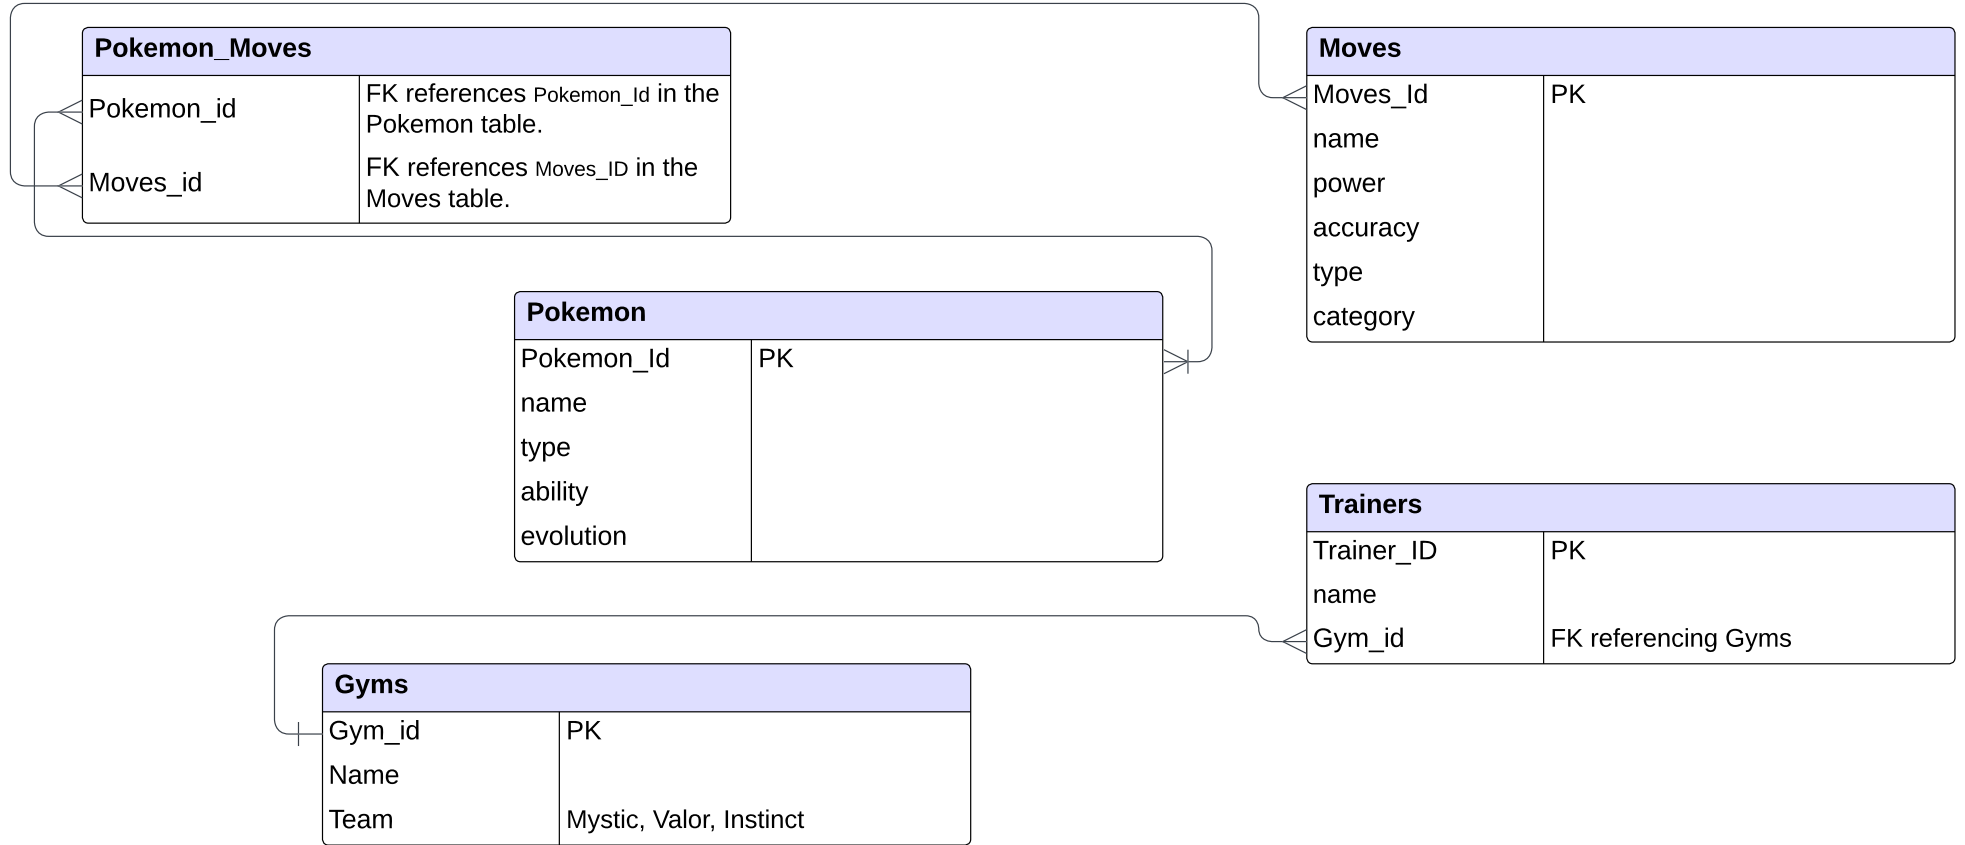 Pokemon_Moves
Pokemon_id
FK references Pokemon_Id in the
Pokemon table.
Moves_id
FK references Moves_ID in the
Moves table.
Moves
Moves_Id PK
name
power
accuracy
type
category
Pokemon
Pokemon_Id PK
name
type
ability
evolution
Trainers
Trainer_ID PK
name
Gym_id FK referencing Gyms
Gyms
Gym_id PK
Name
Team Mystic, Valor, Instinct